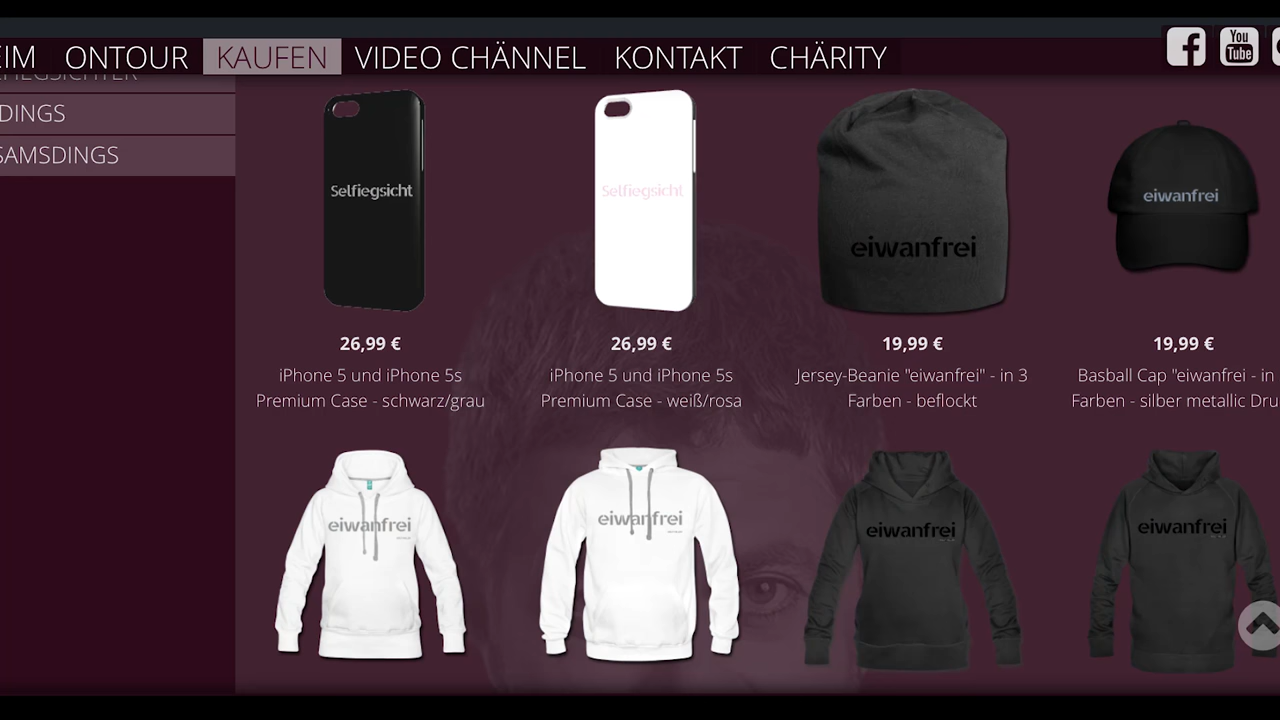 EIM ONTOUR KAUFEN VIDEO CHÄNNEL KONTAKT CHÄRITY
You
Tube
DINGS
SAMSDINGS
Selfiegsicht Selfiegsicht eiwanfrei eiwanfrei
26,99 € 26,99 € 19,99 € 19,99 €
iPhone 5 und iPhone 5s iPhone 5 und iPhone 5s Jersey-Beanie "eiwanfrei" - in 3 Basball Cap "eiwanfrei - in
Premium Case - schwarz/grau Premium Case - weiß/rosa Farben - beflockt Farben - silber metallic Dru
eiwanfrei eiwanfrei eiwanfrei eiwanfrei